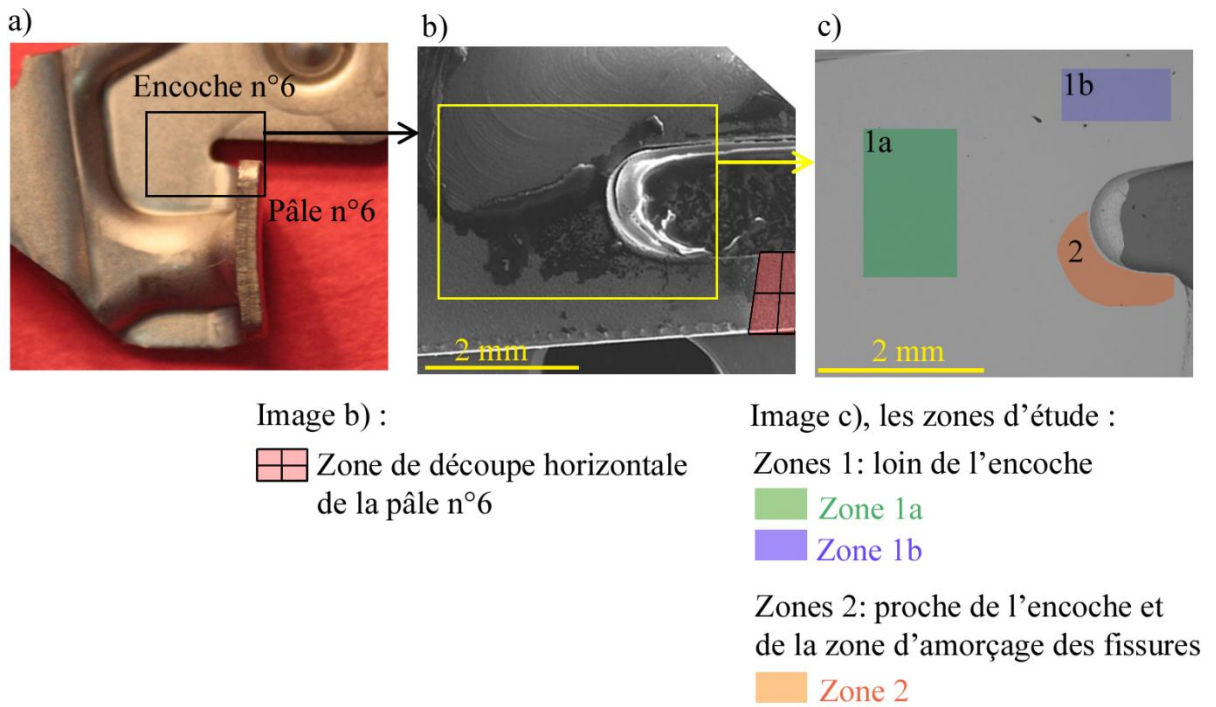 a)
b)
c)
Encoche n°6
Pâle n°6
2 mm
1a
1b
2
2 mm
Image b) :
Zone de découpe horizontale
de la pâle n°6
Image c), les zones d’étude :
Zones 1: loin de l’encoche
Zone 1a
Zone 1b
Zones 2: proche de l’encoche et
de la zone d’amorçage des fissures
Zone 2